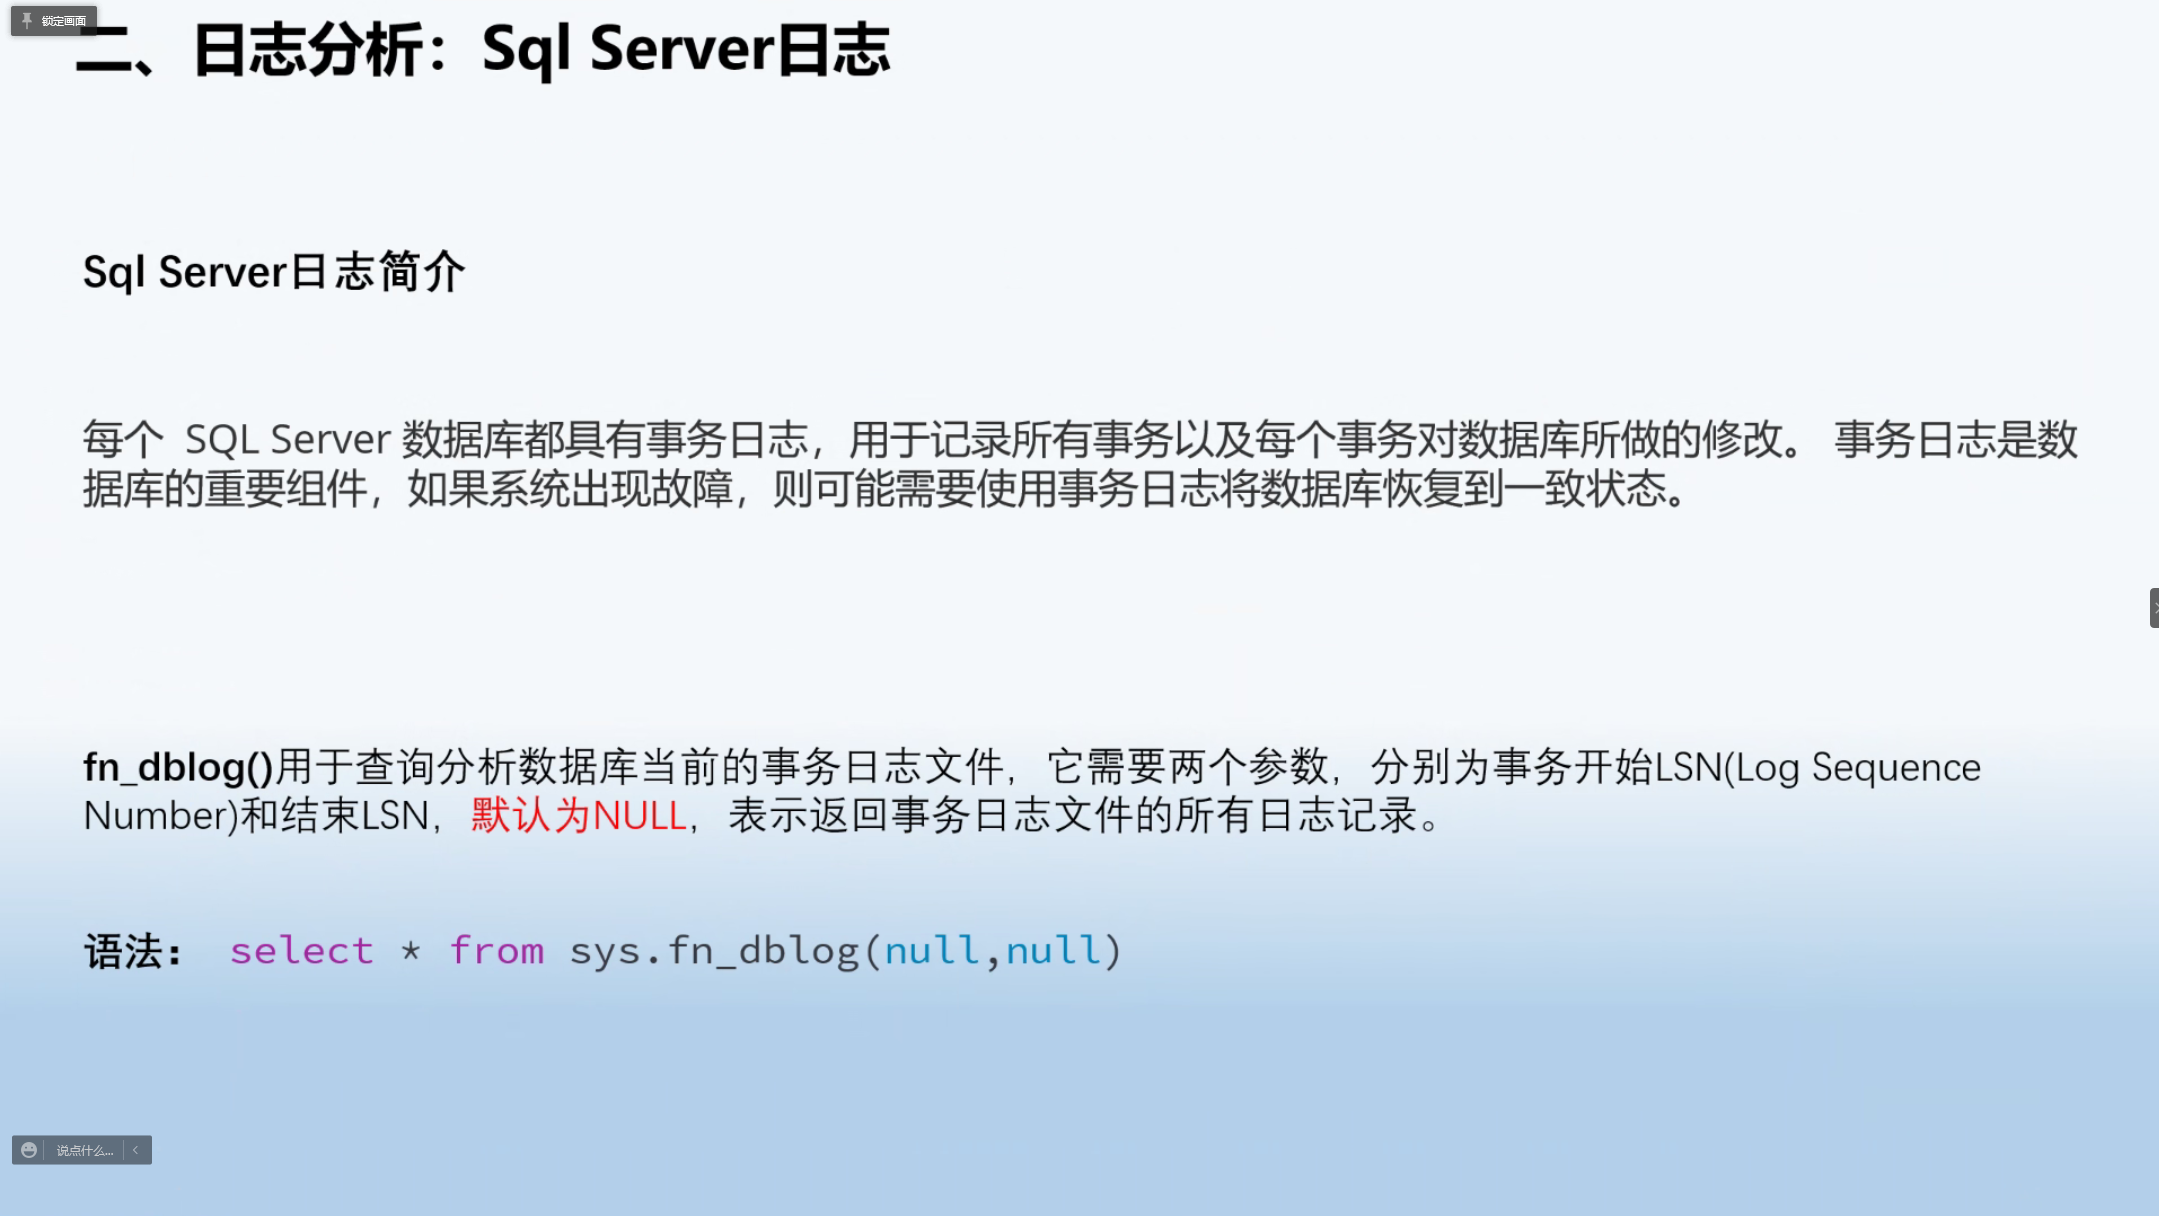 锁定画面
二、日志分析：Sql Server日志
Sql Server日志简介
每个 SQL Server 数据库都具有事务日志，用于记录所有事务以及每个事务对数据库所做的修改。 事务日志是数
据库的重要组件，如果系统出现故障，则可能需要使用事务日志将数据库恢复到一致状态。
fn_dblog()用于查询分析数据库当前的事务日志文件，它需要两个参数，分别为事务开始LSN(Log Sequence
Number)和结束LSN，默认为NULL，表示返回事务日志文件的所有日志记录。
语法： select * from sys.fn_dblog(null,null)
说点什么...